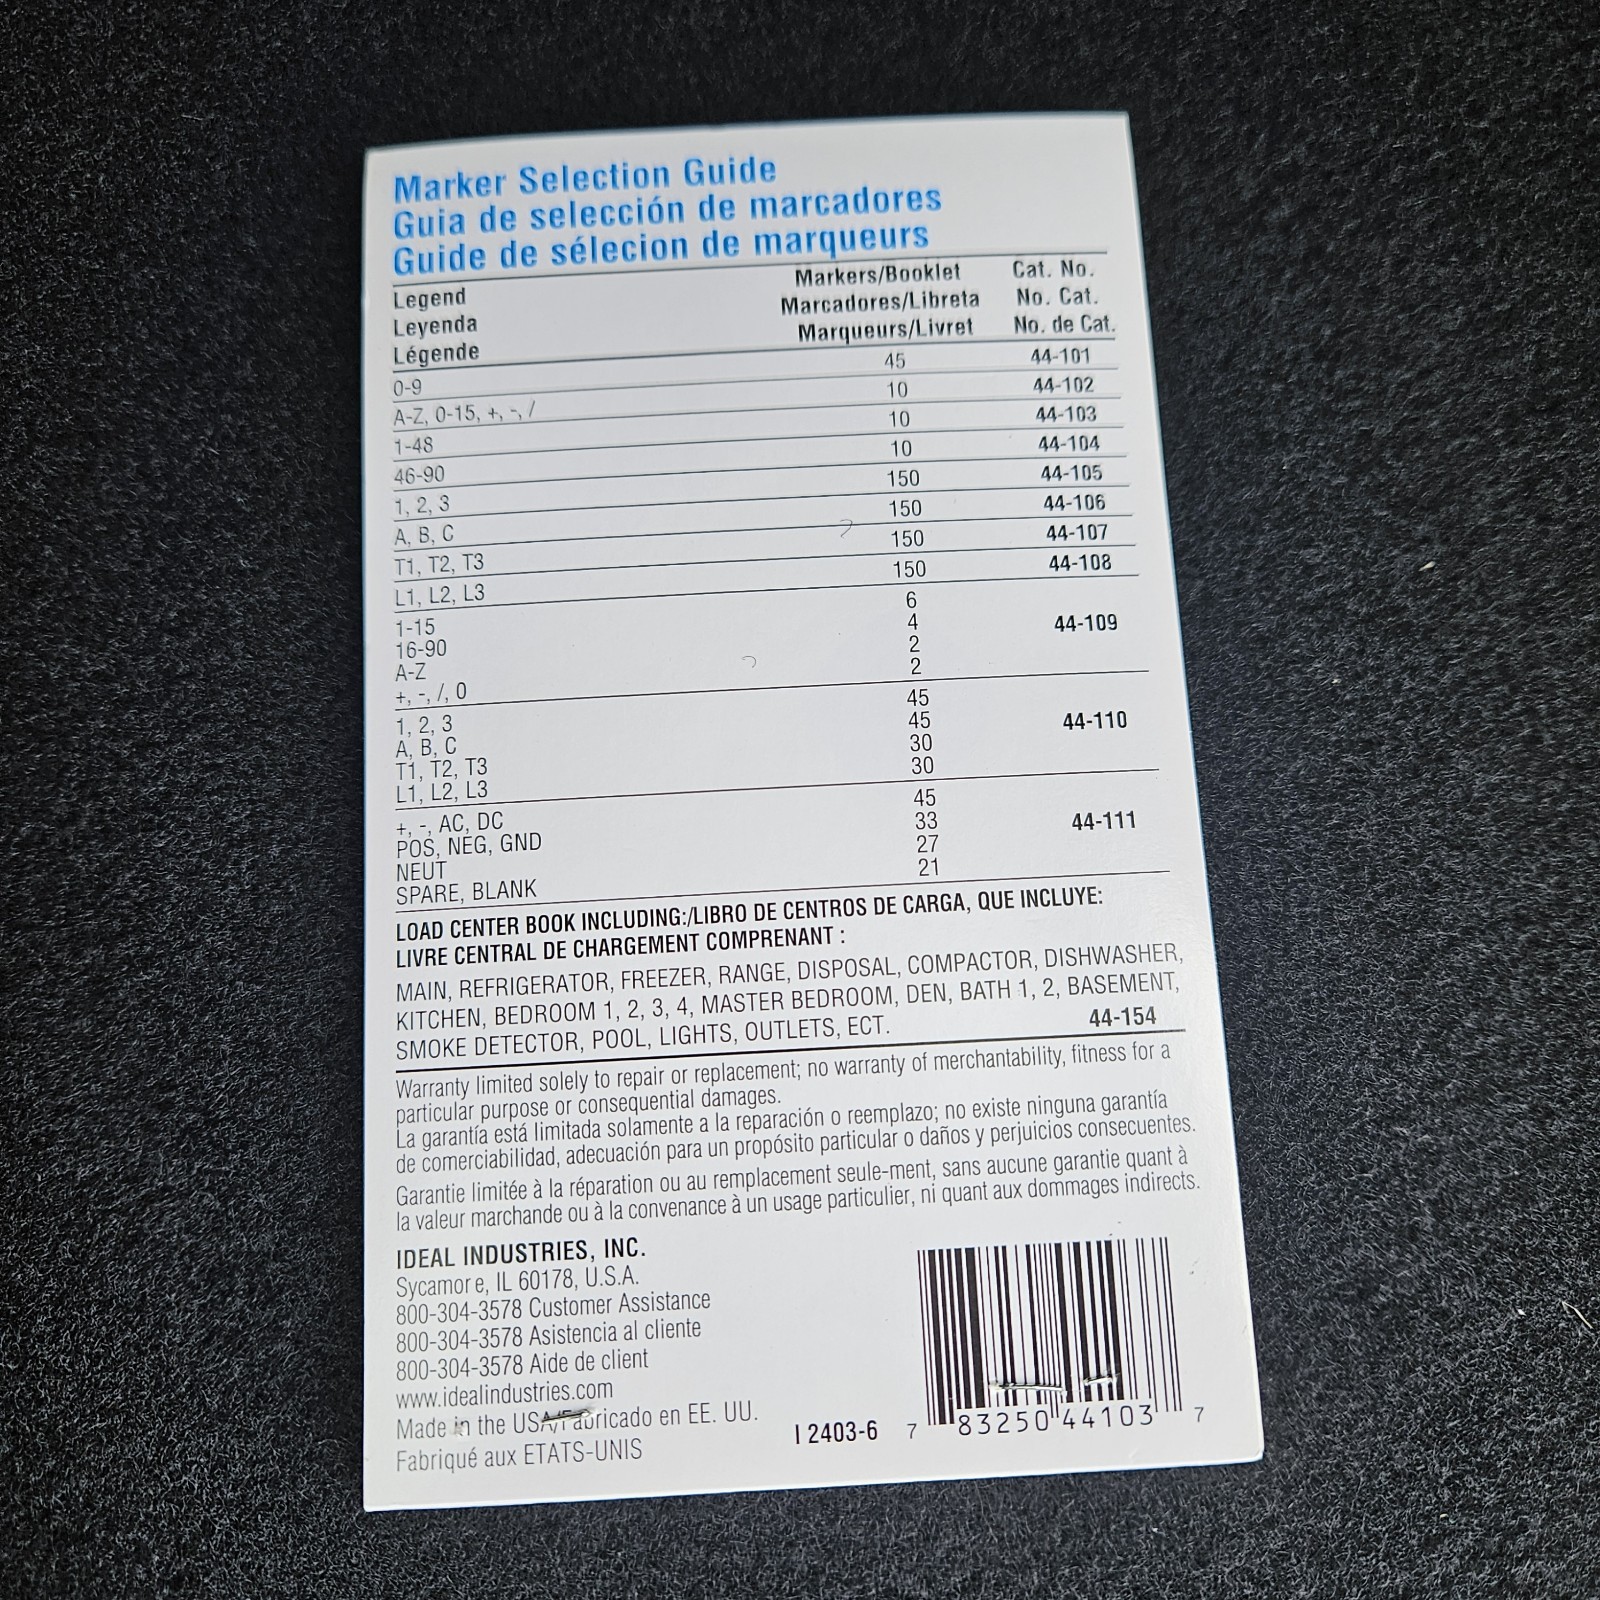 Marker Selection Guide
Guia de selección de marcadores
Guide de sélecion de marqueurs
Legend Markers/Booklet Cat. No.
Leyenda Marcadores/Libreta No. Cat.
Légende Marqueurs/Livret No. de Cat.
0-9 45 44-101
A-Z, 0-15, +, -, / 10 44-102
1-48 10 44-103
46-90 10 44-104
1, 2, 3 150 44-105
A, B, C 150 44-106
T1, T2, T3 150 44-107
L1, L2, L3 150 44-108
1-15 6
16-90 4 44-109
A-Z 2
+, -, /, 0 2
1, 2, 3 45
A, B, C 45 44-110
T1, T2, T3 30
L1, L2, L3 30
+, -, AC, DC 45
POS, NEG, GND 33 44-111
NEUT 27
SPARE, BLANK 21
LOAD CENTER BOOK INCLUDING:/LIBRO DE CENTROS DE CARGA, QUE INCLUYE:
LIVRE CENTRAL DE CHARGEMENT COMPRENANT :
MAIN, REFRIGERATOR, FREEZER, RANGE, DISPOSAL, COMPACTOR, DISHWASHER,
KITCHEN, BEDROOM 1, 2, 3, 4, MASTER BEDROOM, DEN, BATH 1, 2, BASEMENT,
SMOKE DETECTOR, POOL, LIGHTS, OUTLETS, ECT. 44-154
Warranty limited solely to repair or replacement; no warranty of merchantability, fitness for a
particular purpose or consequential damages.
La garantía está limitada solamente a la reparación o reemplazo; no existe ninguna garantía
de comerciabilidad, adecuación para un propósito particular o daños y perjuicios consecuentes.
Garantie limitée à la réparation ou au remplacement seule-ment, sans aucune garantie quant à
la valeur marchande ou à la convenance à un usage particulier, ni quant aux dommages indirects.
IDEAL INDUSTRIES, INC.
Sycamor e, IL 60178, U.S.A.
800-304-3578 Customer Assistance
800-304-3578 Asistencia al cliente
800-304-3578 Aide de client
www.idealindustries.com
Made in the USA/Fabricado en EE. UU.
Fabriqué aux ETATS-UNIS
I 2403-6
7 83250 44103 7